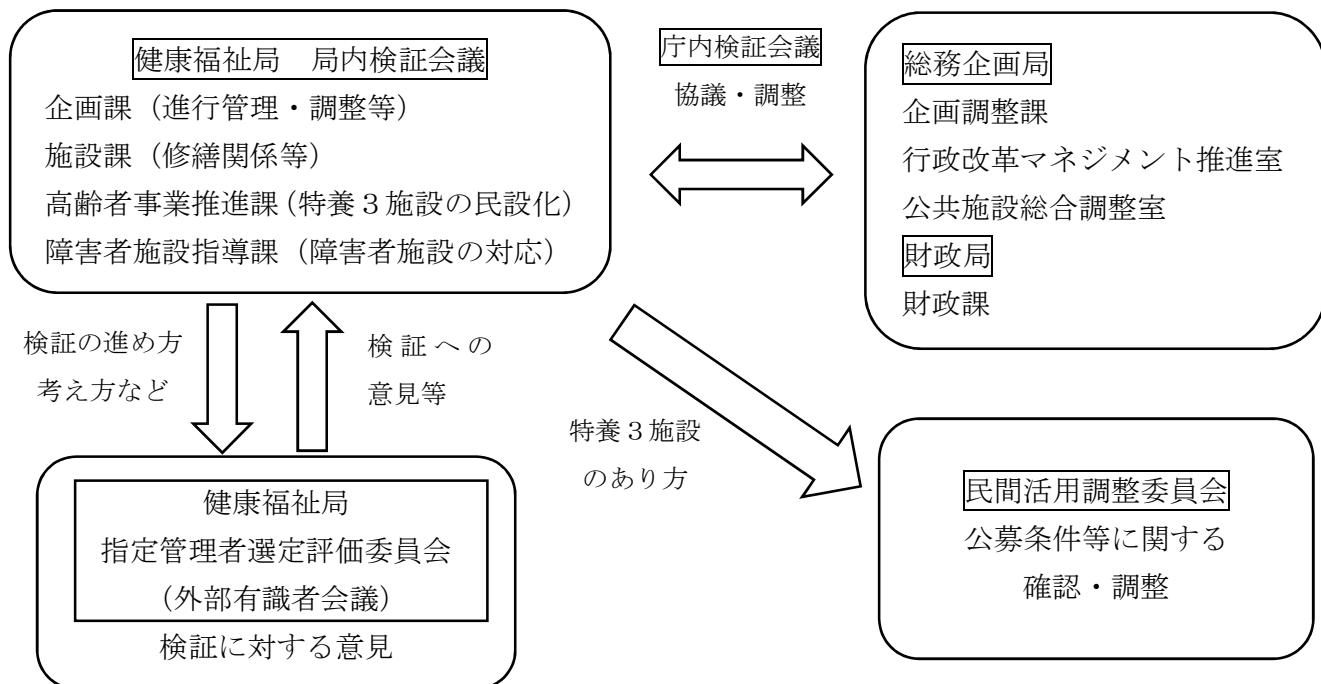 健康福祉局　局内検証会議
企画課（進行管理・調整等）
施設課（修繕関係等）
高齢者事業推進課（特養３施設の民設化）
障害者施設指導課（障害者施設の対応）
庁内検証会議
協議・調整
総務企画局
企画調整課
行政改革マネジメント推進室
公共施設総合調整室
財政局
財政課
検証の進め方
考え方など
検証への
意見等
特養３施設
のあり方
健康福祉局
指定管理者選定評価委員会
（外部有識者会議）
検証に対する意見
民間活用調整委員会
公募条件等に関する
確認・調整